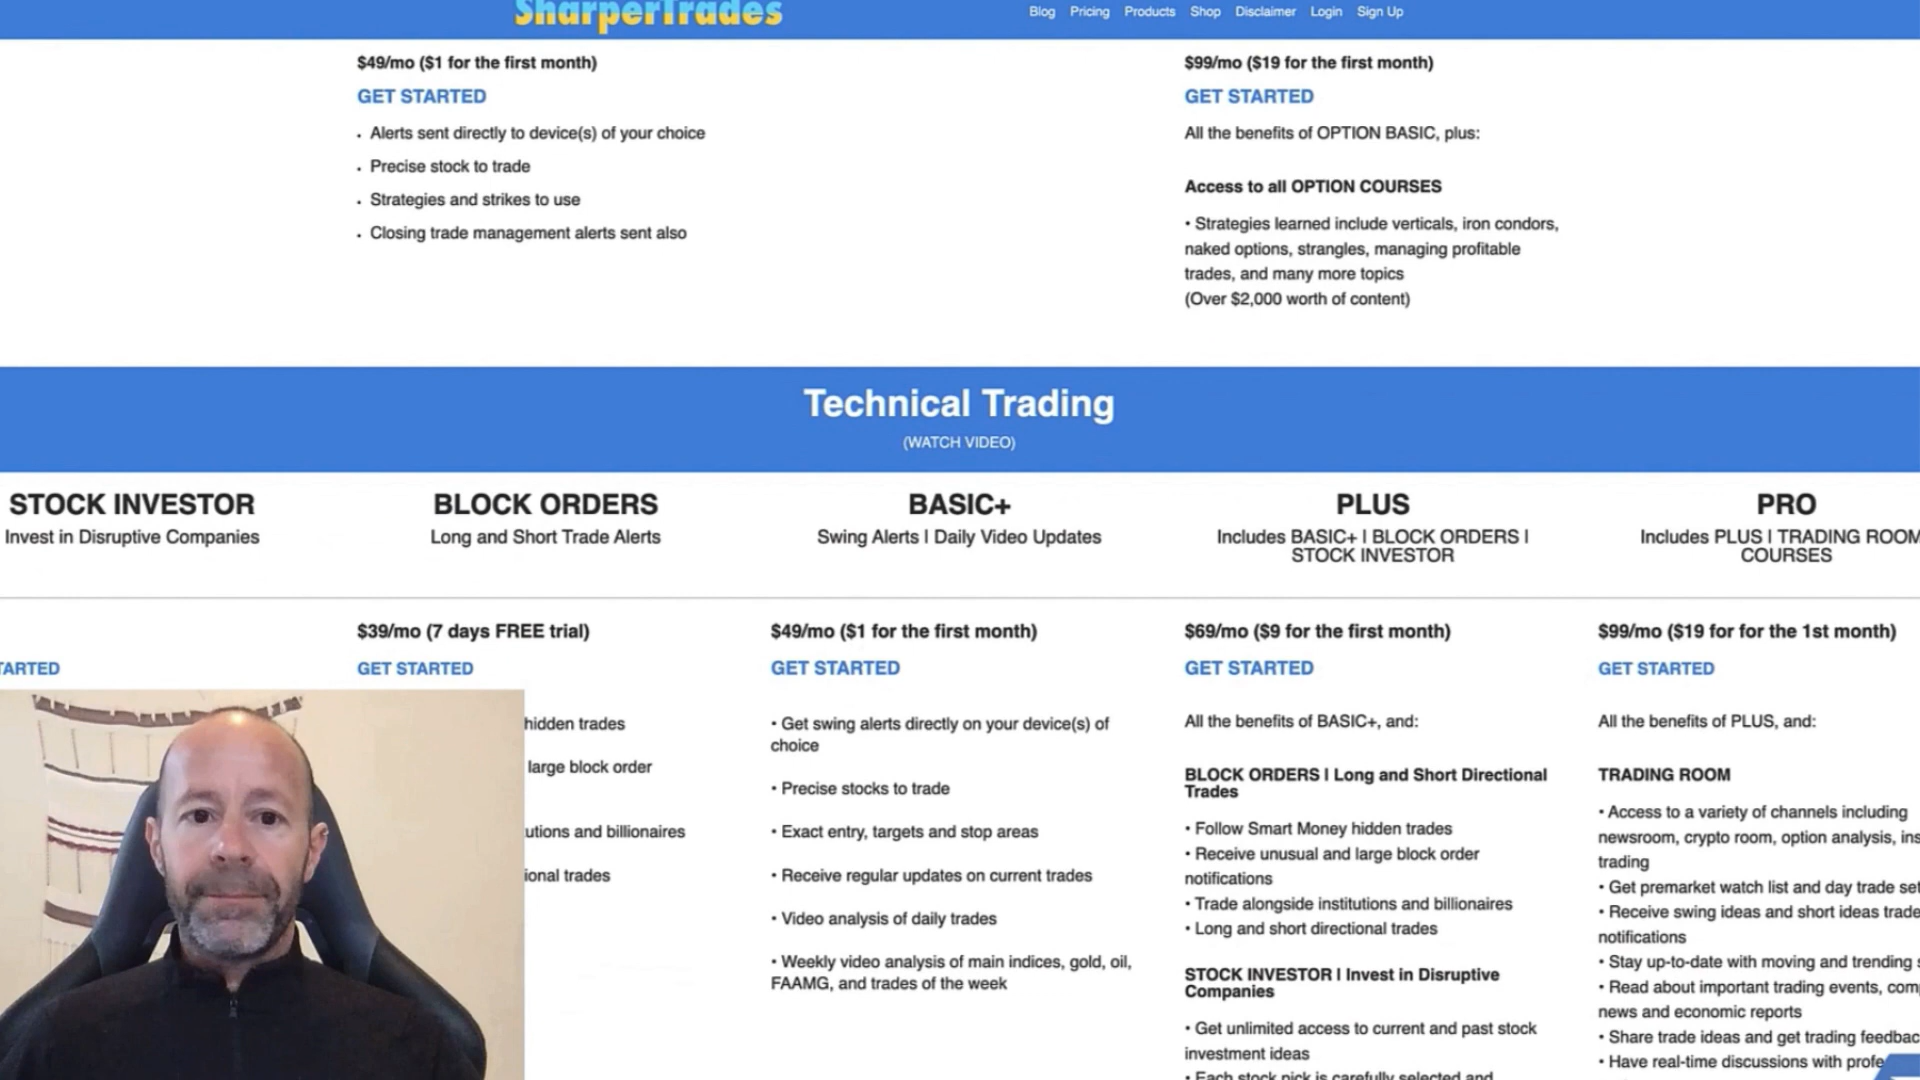 SharperTrades
Blog Pricing Products Shop Disclaimer Login Sign Up
$49/mo ($1 for the first month)
GET STARTED
• Alerts sent directly to device(s) of your choice
• Precise stock to trade
• Strategies and strikes to use
• Closing trade management alerts sent also
$99/mo ($19 for the first month)
GET STARTED
All the benefits of OPTION BASIC, plus:
Access to all OPTION COURSES
• Strategies learned include verticals, iron condors,
naked options, strangles, managing profitable
trades, and many more topics
(Over $2,000 worth of content)
Technical Trading
(WATCH VIDEO)
STOCK INVESTOR
Invest in Disruptive Companies
TARTED
BLOCK ORDERS
Long and Short Trade Alerts
$39/mo (7 days FREE trial)
GET STARTED
hidden trades
large block order
utions and billionaires
ional trades
BASIC+
Swing Alerts | Daily Video Updates
$49/mo ($1 for the first month)
GET STARTED
• Get swing alerts directly on your device(s) of
choice
• Precise stocks to trade
• Exact entry, targets and stop areas
• Receive regular updates on current trades
• Video analysis of daily trades
• Weekly video analysis of main indices, gold, oil,
FAAMG, and trades of the week
PLUS
Includes BASIC+ | BLOCK ORDERS |
STOCK INVESTOR
$69/mo ($9 for the first month)
GET STARTED
All the benefits of BASIC+, and:
BLOCK ORDERS | Long and Short Directional
Trades
• Follow Smart Money hidden trades
• Receive unusual and large block order
notifications
• Trade alongside institutions and billionaires
• Long and short directional trades
STOCK INVESTOR | Invest in Disruptive
Companies
• Get unlimited access to current and past stock
investment ideas
• Each stock pick is carefully selected and
PRO
Includes PLUS | TRADING ROOM
COURSES
$99/mo ($19 for for the 1st month)
GET STARTED
All the benefits of PLUS, and:
TRADING ROOM
• Access to a variety of channels including
newsroom, crypto room, option analysis, ins
trading
• Get premarket watch list and day trade set
• Receive swing ideas and short ideas trade
notifications
• Stay up-to-date with moving and trending s
• Read about important trading events, com
news and economic reports
• Share trade ideas and get trading feedbac
• Have real-time discussions with profe